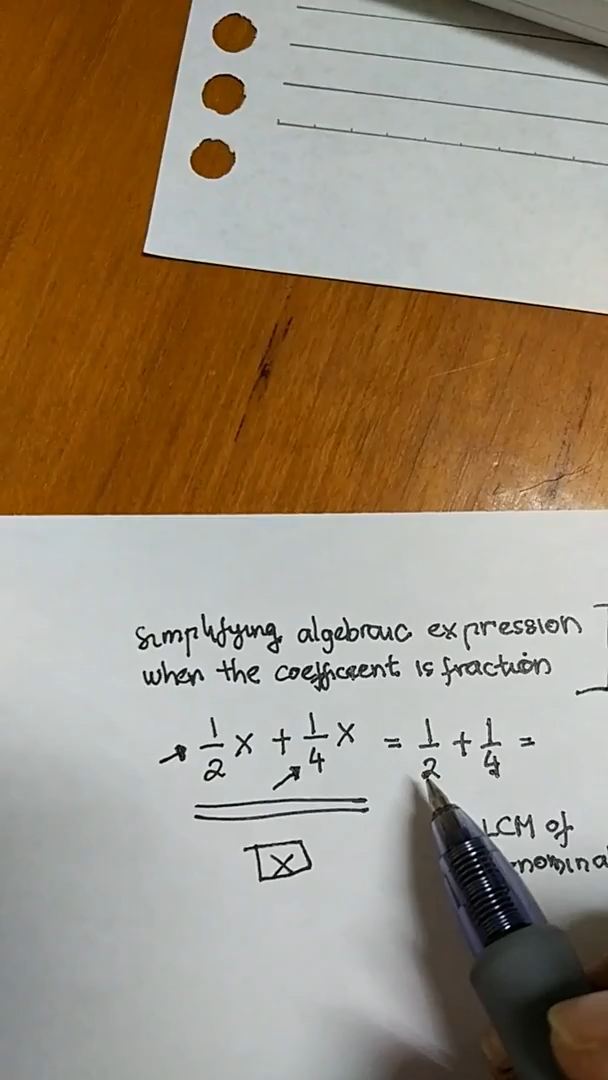 Simplifying algebraic expression
when the coefficient is fraction
1/2 x + 1/4 x = 1/2 + 1/4 =
x
LCM of